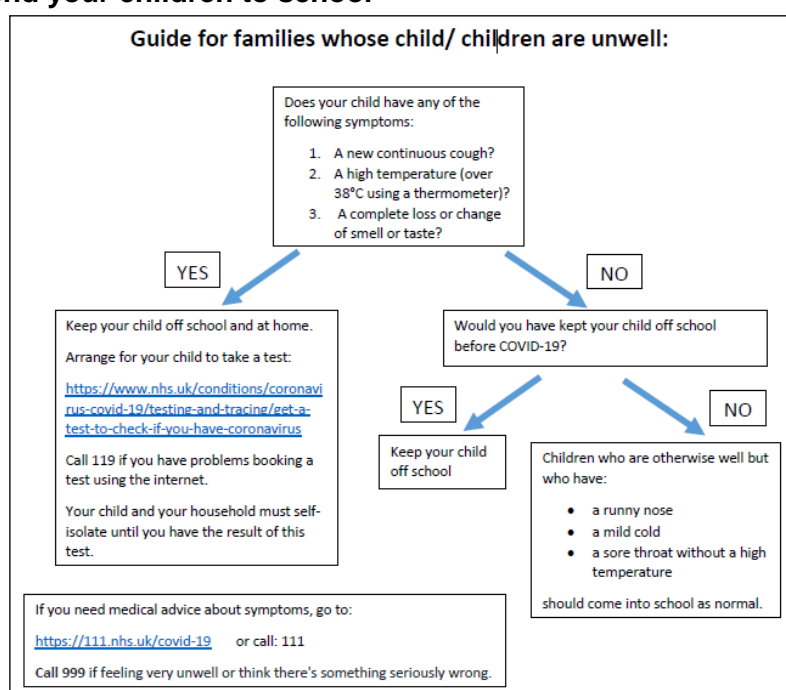 nd your children to School
Guide for families whose child/ children are unwell:
Does your child have any of the
following symptoms:
1. A new continuous cough?
2. A high temperature (over
38°C using a thermometer)?
3. A complete loss or change
of smell or taste?
YES
NO
Keep your child off school and at home.
Arrange for your child to take a test:
https://www.nhs.uk/conditions/coronavi
rus-covid-19/testing-and-tracing/get-a-
test-to-check-if-you-have-coronavirus
Call 119 if you have problems booking a
test using the internet.
Your child and your household must self-
isolate until you have the result of this
test.
Would you have kept your child off school
before COVID-19?
YES
NO
Keep your child
off school
Children who are otherwise well but
who have:
• a runny nose
• a mild cold
• a sore throat without a high
temperature
should come into school as normal.
If you need medical advice about symptoms, go to:
https://111.nhs.uk/covid-19 or call: 111
Call 999 if feeling very unwell or think there's something seriously wrong.